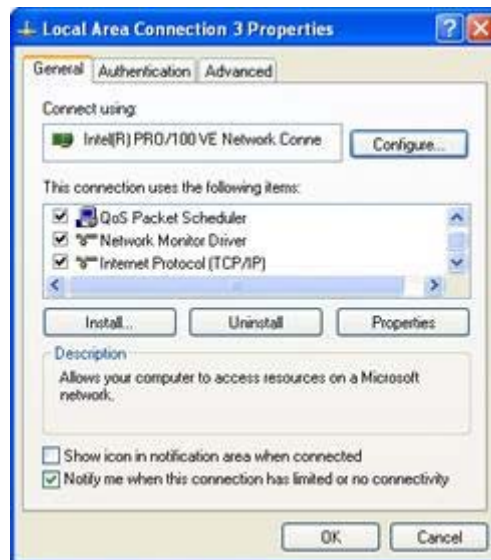 Local Area Connection 3 Properties
General Authentication Advanced
Connect using:
Intel(R) PRO/100 VE Network Conne
Configure...
This connection uses the following items:
QoS Packet Scheduler
Network Monitor Driver
Internet Protocol (TCP/IP)
Install... Uninstall Properties
Description
Allows your computer to access resources on a Microsoft
network.
Show icon in notification area when connected
Notify me when this connection has limited or no connectivity
OK Cancel